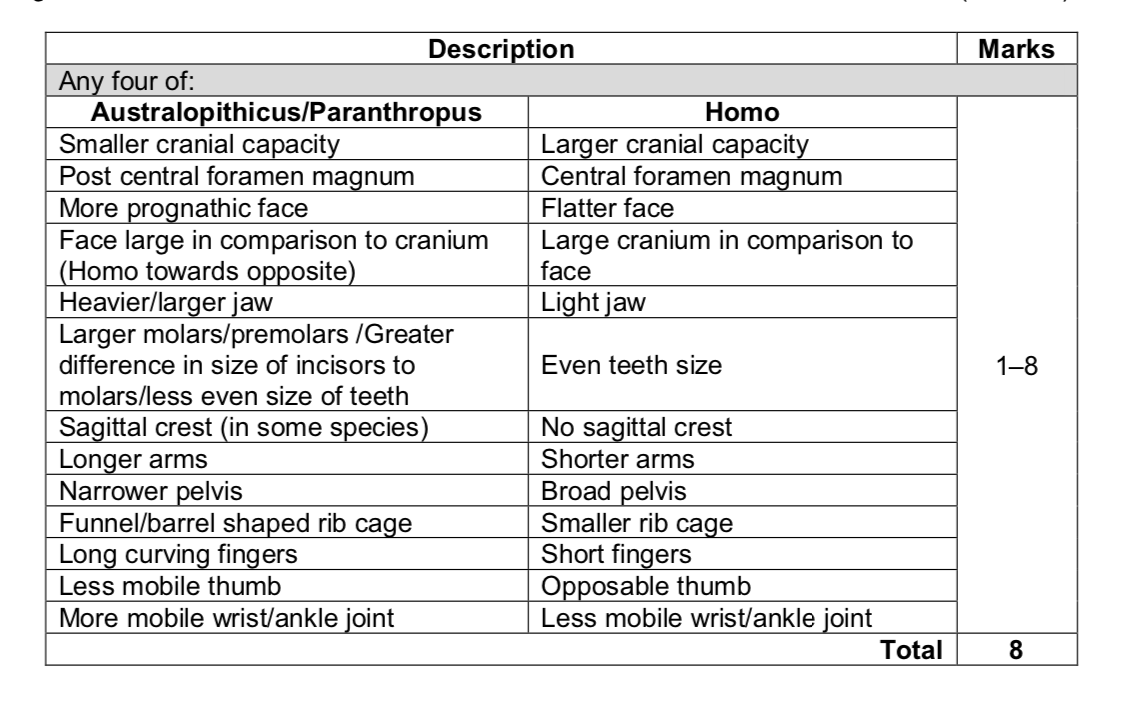 Description Marks
Any four of:
Australopithicus/Paranthropus Homo
Smaller cranial capacity Larger cranial capacity
Post central foramen magnum Central foramen magnum
More prognathic face Flatter face
Face large in comparison to cranium
(Homo towards opposite)
Large cranium in comparison to
face
Heavier/larger jaw Light jaw
Larger molars/premolars /Greater
difference in size of incisors to
molars/less even size of teeth
Even teeth size
1–8
Sagittal crest (in some species) No sagittal crest
Longer arms Shorter arms
Narrower pelvis Broad pelvis
Funnel/barrel shaped rib cage Smaller rib cage
Long curving fingers Short fingers
Less mobile thumb Opposable thumb
More mobile wrist/ankle joint Less mobile wrist/ankle joint
Total 8